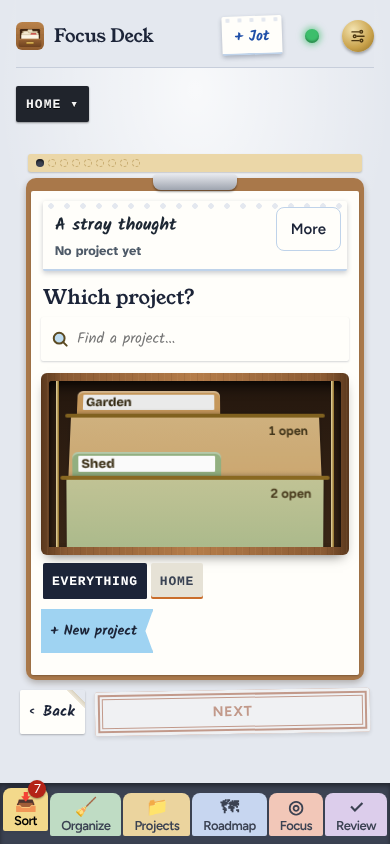 Focus Deck
+ Jot
HOME ▾
A stray thought
No project yet
More
Which project?
Find a project...
Garden
1 open
Shed
2 open
EVERYTHING
HOME
+ New project
‹ Back
NEXT
7
Sort
Organize
Projects
Roadmap
Focus
Review